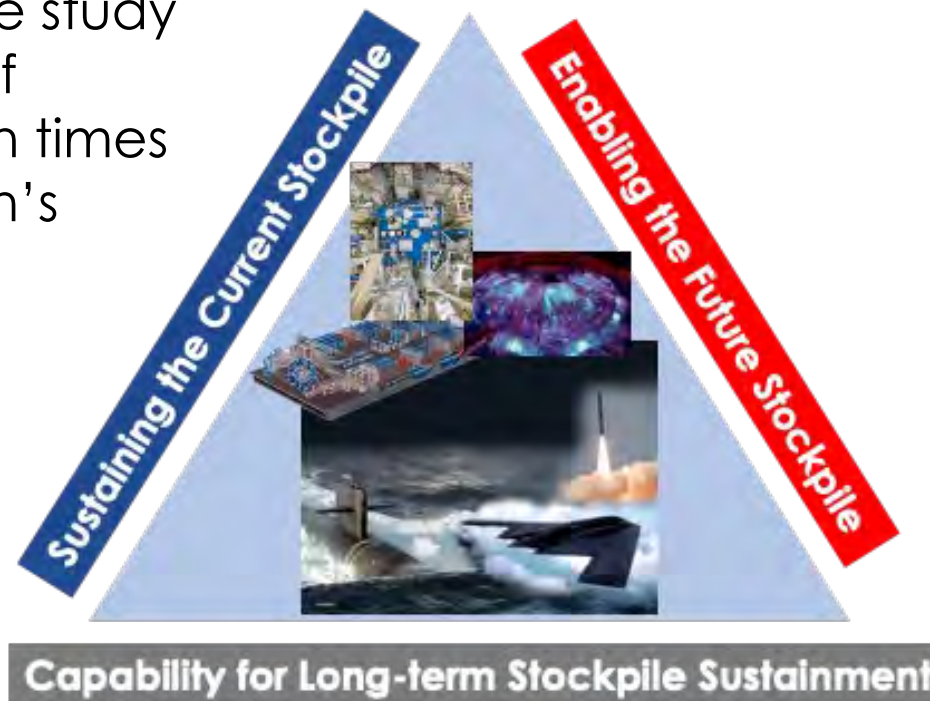 e study
f
n times
n's
Sustaining the Current Stockpile
Enabling the Future Stockpile
Capability for Long-term Stockpile Sustainment